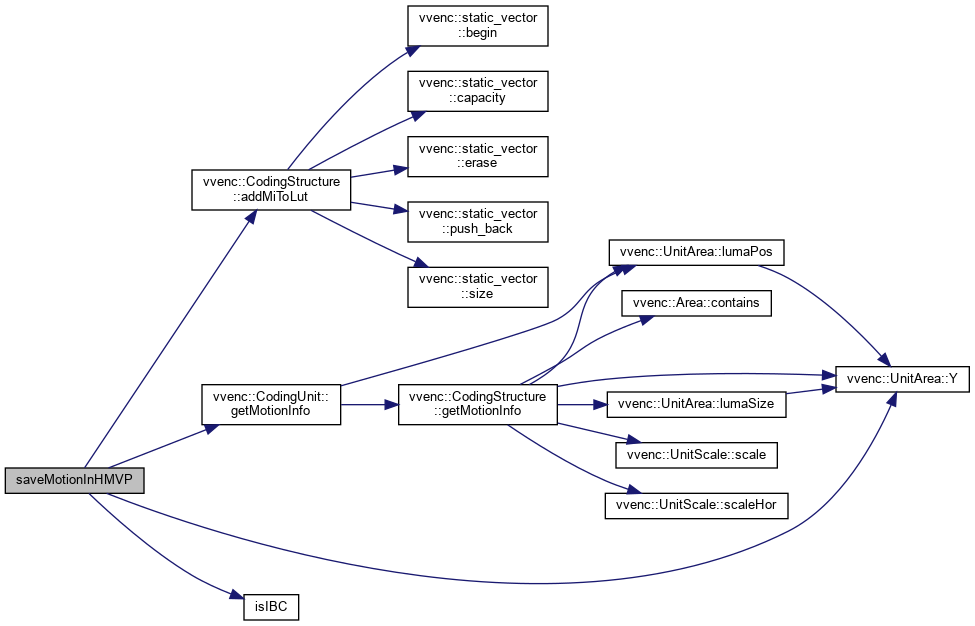 vvenc::static_vector
::begin
vvenc::static_vector
::capacity
vvenc::static_vector
::erase
vvenc::CodingStructure
::addMiToLut
vvenc::static_vector
::push_back
vvenc::static_vector
::size
vvenc::UnitArea::lumaPos
vvenc::Area::contains
vvenc::UnitArea::Y
vvenc::CodingUnit::
getMotionInfo
vvenc::CodingStructure
::getMotionInfo
vvenc::UnitArea::lumaSize
vvenc::UnitScale::scale
saveMotionInHMVP
vvenc::UnitScale::scaleHor
isIBC